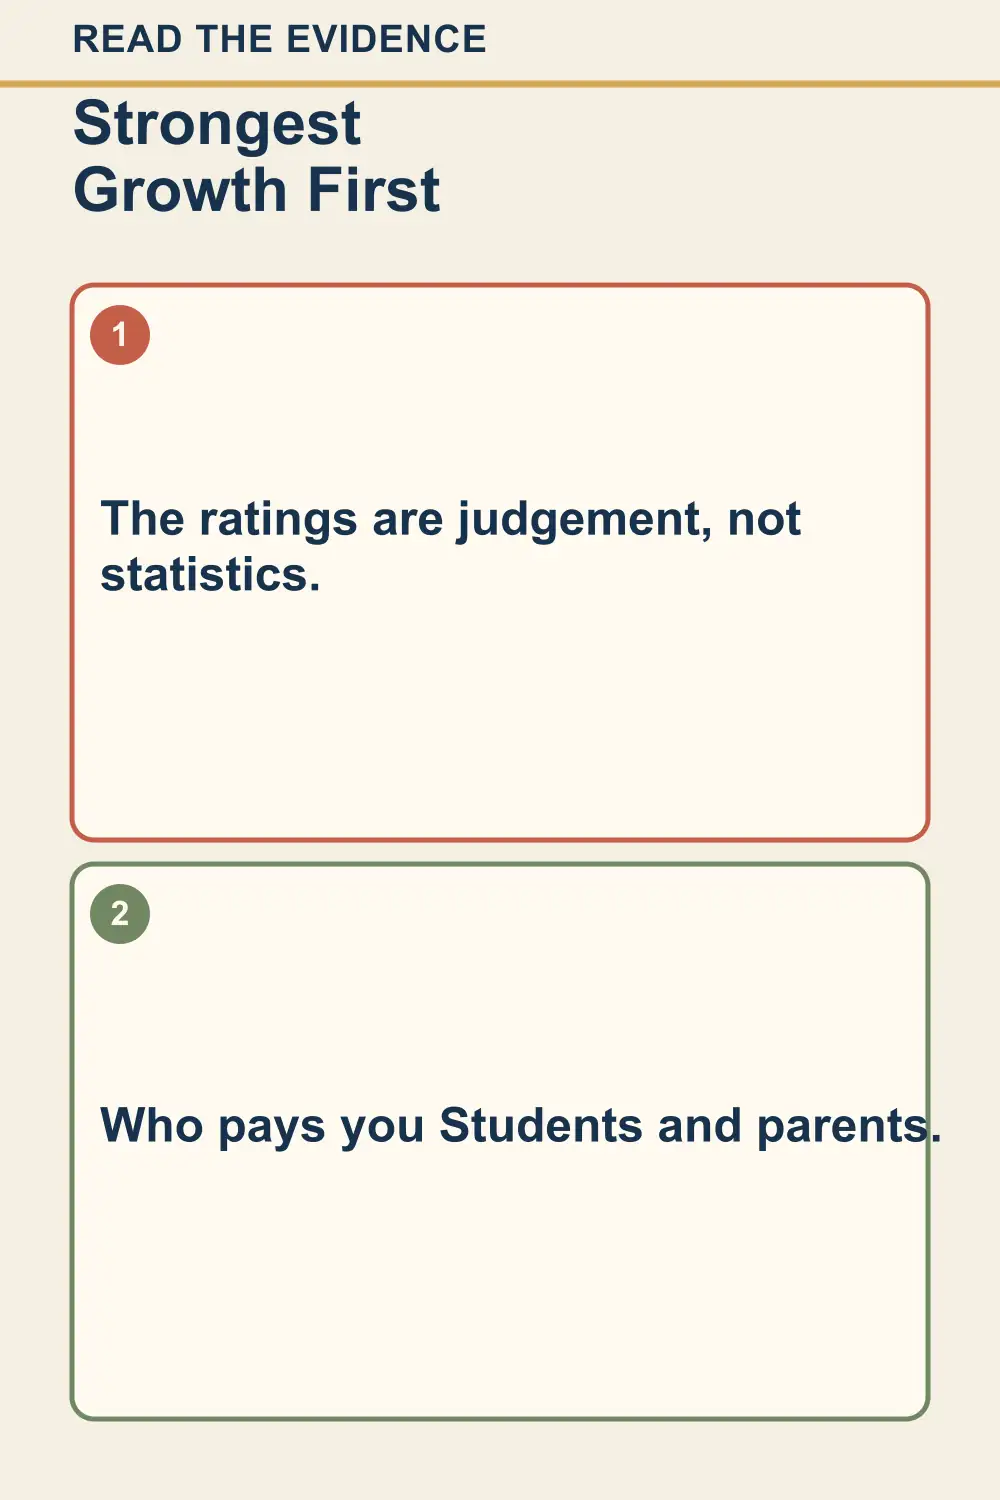 READ THE EVIDENCE
Strongest
Growth First
1
The ratings are judgement, not
statistics.
2
Who pays you Students and parents.